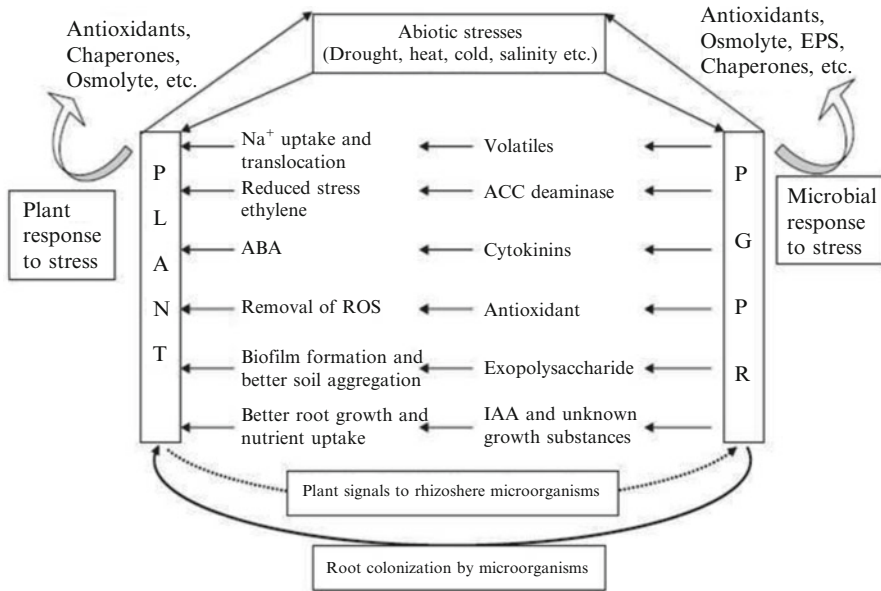 Antioxidants,
Chaperones,
Osmolyte, etc.
Abiotic stresses
(Drought, heat, cold, salinity etc.)
Antioxidants,
Osmolyte, EPS,
Chaperones, etc.
Plant
response
to stress
P
L
A
N
T
Na⁺ uptake and
translocation
Volatiles
Reduced stress
ethylene
ACC deaminase
ABA
Cytokinins
Removal of ROS
Antioxidant
Biofilm formation and
better soil aggregation
Exopolysaccharide
Better root growth and
nutrient uptake
IAA and unknown
growth substances
P
G
P
R
Microbial
response
to stress
Plant signals to rhizoshere microorganisms
Root colonization by microorganisms